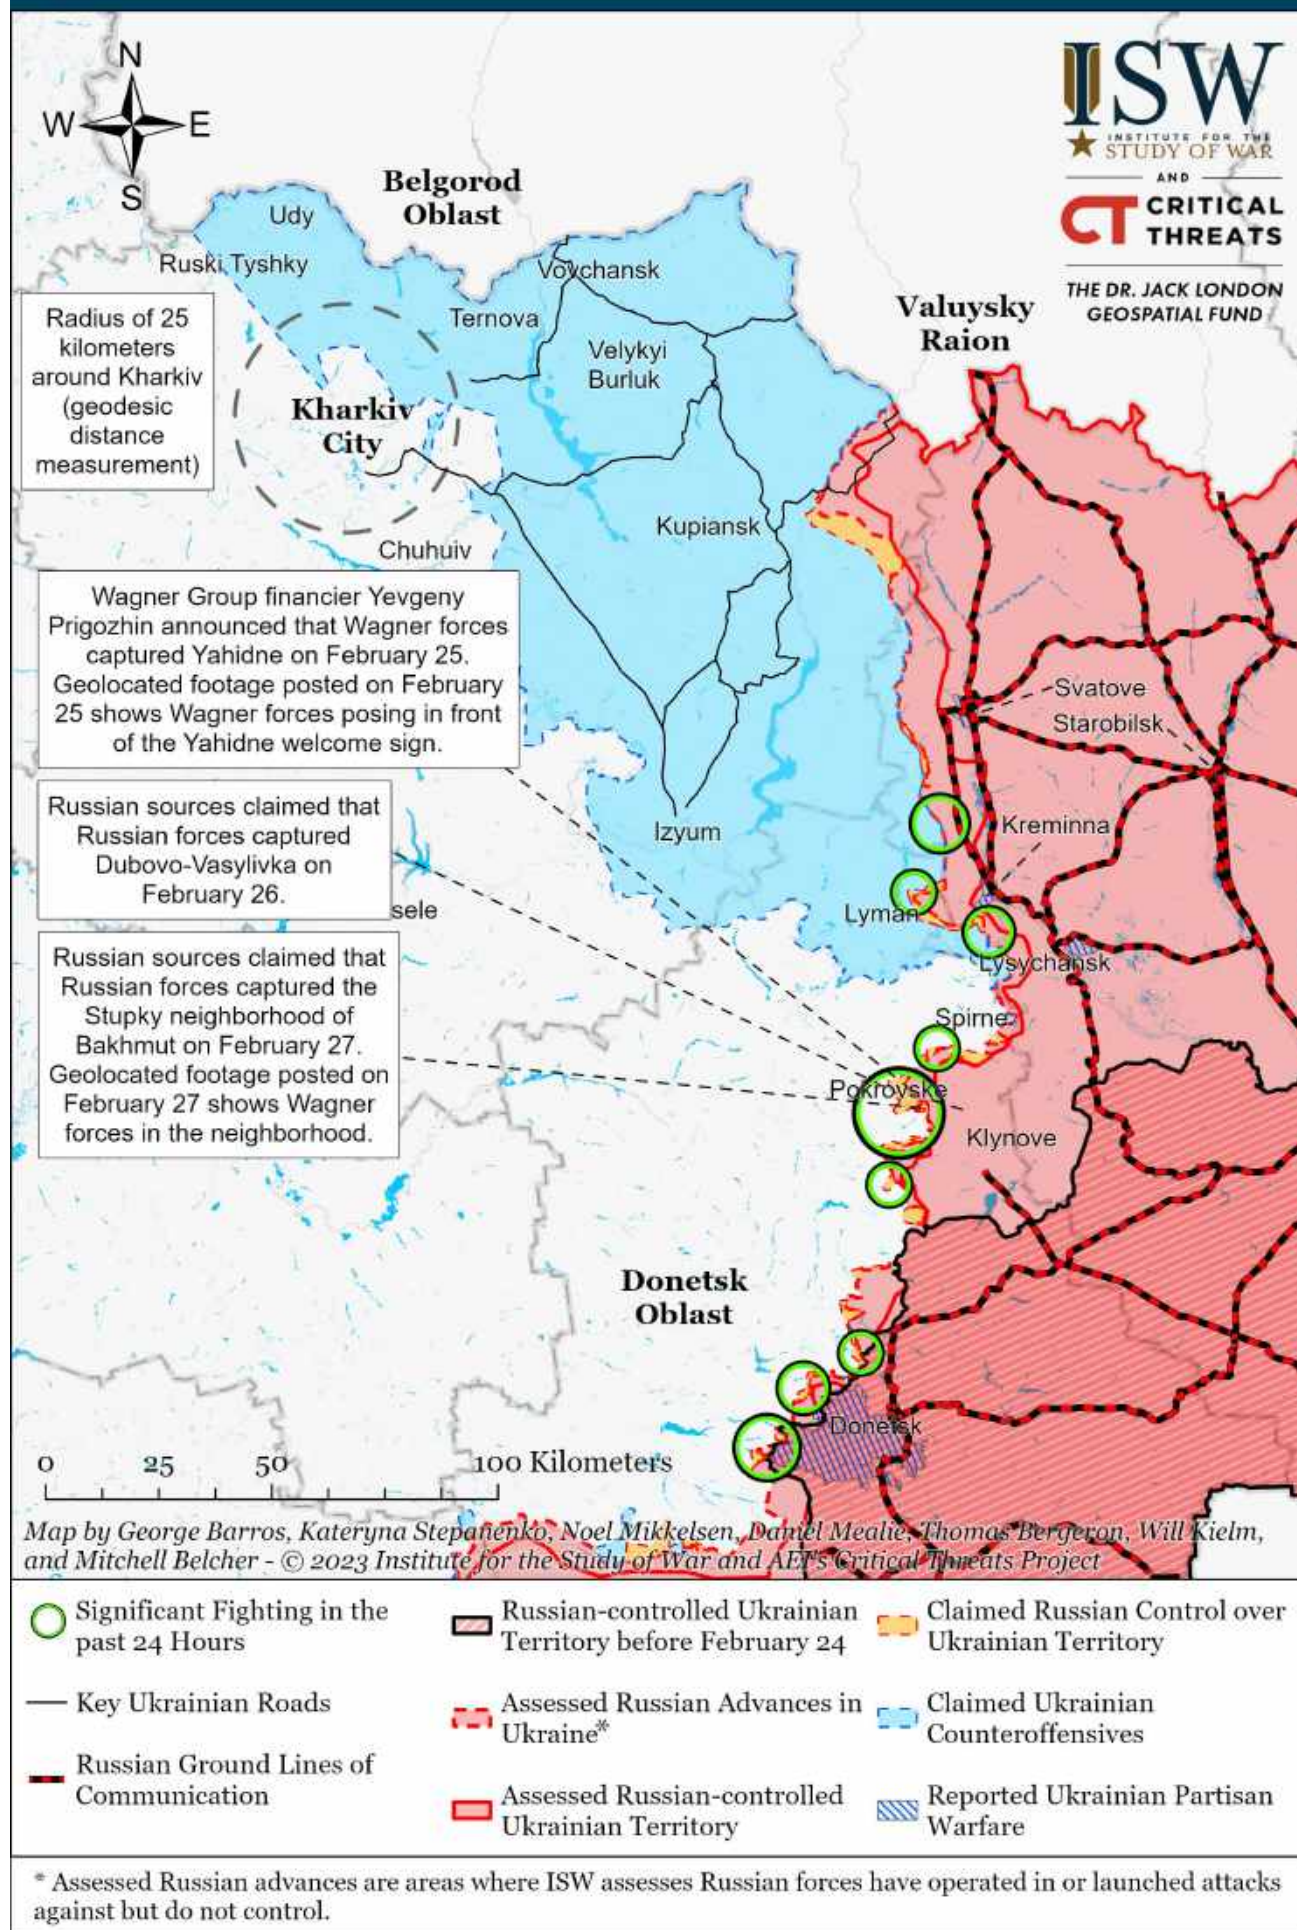 N
W E
S
ISW
INSTITUTE FOR THE
STUDY OF WAR
AND
CT CRITICAL
THREATS
THE DR. JACK LONDON
GEOSPATIAL FUND
Belgorod
Oblast
Udy
Ruski Tyshky
Vovchansk
Ternova
Velykyi
Burluk
Valuysky
Raion
Radius of 25
kilometers
around Kharkiv
(geodesic
distance
measurement)
Kharkiv
City
Kupiansk
Chuhuiv
Wagner Group financier Yevgeny
Prigozhin announced that Wagner forces
captured Yahidne on February 25.
Geolocated footage posted on February
25 shows Wagner forces posing in front
of the Yahidne welcome sign.
Svatove
Starobilsk
Russian sources claimed that
Russian forces captured
Dubovo-Vasylivka on
February 26.
Izyum
Kreminna
sele
Lyman
Lysychansk
Russian sources claimed that
Russian forces captured the
Stupky neighborhood of
Bakhmut on February 27.
Geolocated footage posted on
February 27 shows Wagner
forces in the neighborhood.
Spirne
Pokrovske
Klynove
Donetsk
Oblast
Donetsk
0 25 50 100 Kilometers
Map by George Barros, Kateryna Stepanenko, Noel Mikkelsen, Daniel Mealie, Thomas Bergeron, Will Kielm,
and Mitchell Belcher - © 2023 Institute for the Study of War and AEI's Critical Threats Project
Significant Fighting in the
past 24 Hours
Key Ukrainian Roads
Russian Ground Lines of
Communication
Russian-controlled Ukrainian
Territory before February 24
Assessed Russian Advances in
Ukraine*
Assessed Russian-controlled
Ukrainian Territory
Claimed Russian Control over
Ukrainian Territory
Claimed Ukrainian
Counteroffensives
Reported Ukrainian Partisan
Warfare
* Assessed Russian advances are areas where ISW assesses Russian forces have operated in or launched attacks
against but do not control.